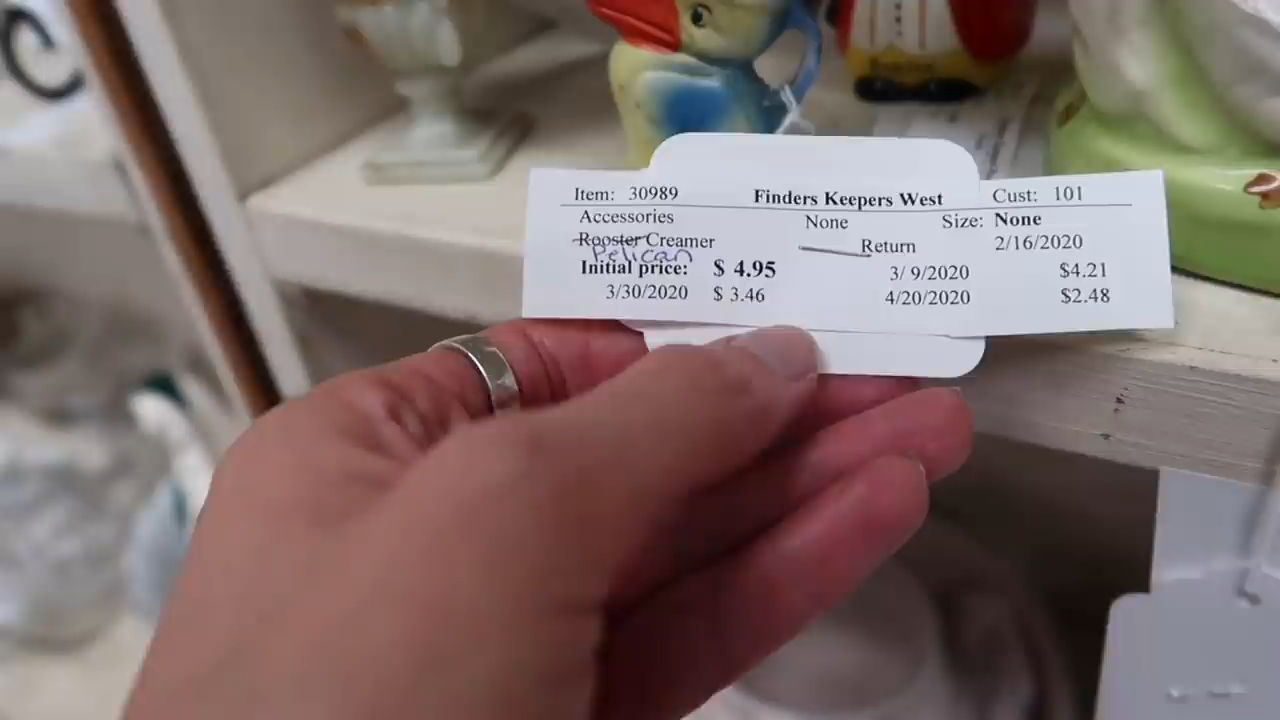 Item: 30989 Finders Keepers West Cust: 101
Accessories None Size: None
Rooster Creamer Return 2/16/2020
Pelican
Initial price: $ 4.95 3/ 9/2020 $4.21
3/30/2020 $ 3.46 4/20/2020 $2.48